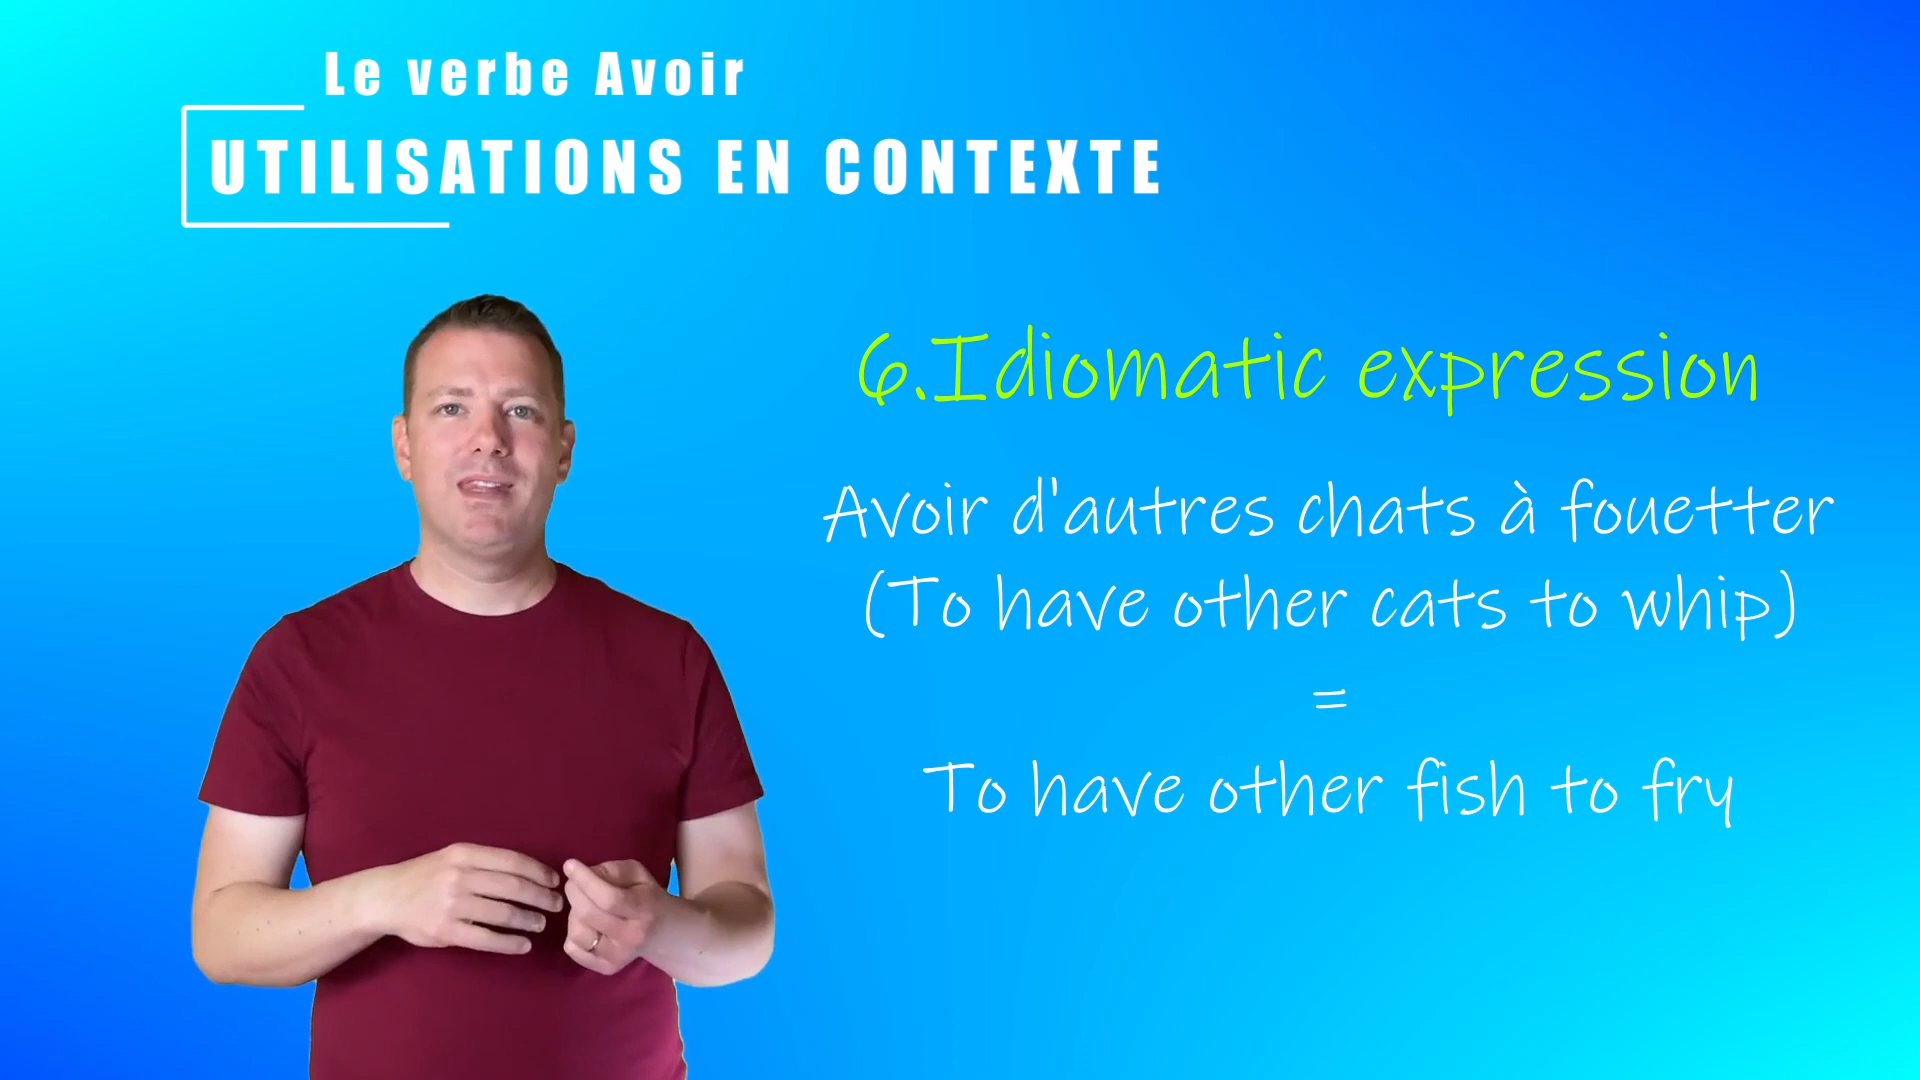 Le verbe Avoir
UTILISATIONS EN CONTEXTE
6.Idiomatic expression
Avoir d'autres chats à fouetter
(To have other cats to whip)
=
To have other fish to fry